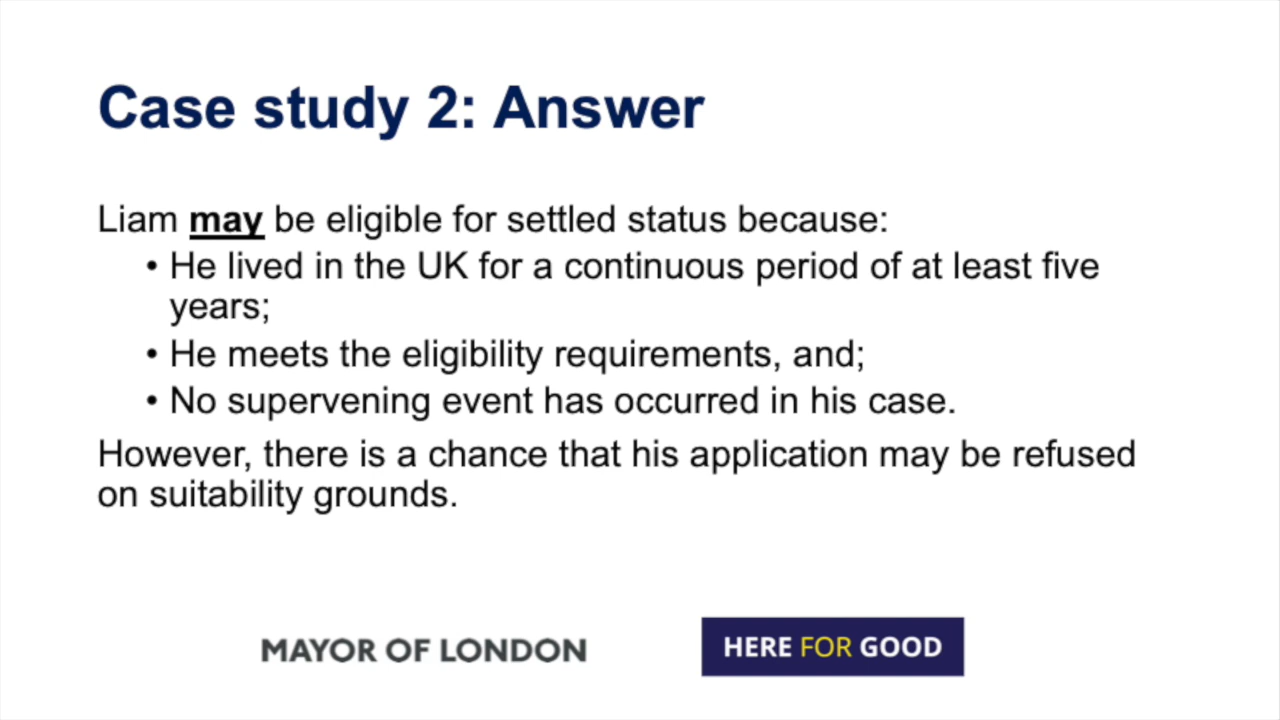 Case study 2: Answer
Liam may be eligible for settled status because:
• He lived in the UK for a continuous period of at least five
years;
• He meets the eligibility requirements, and;
• No supervening event has occurred in his case.
However, there is a chance that his application may be refused
on suitability grounds.
MAYOR OF LONDON
HERE FOR GOOD